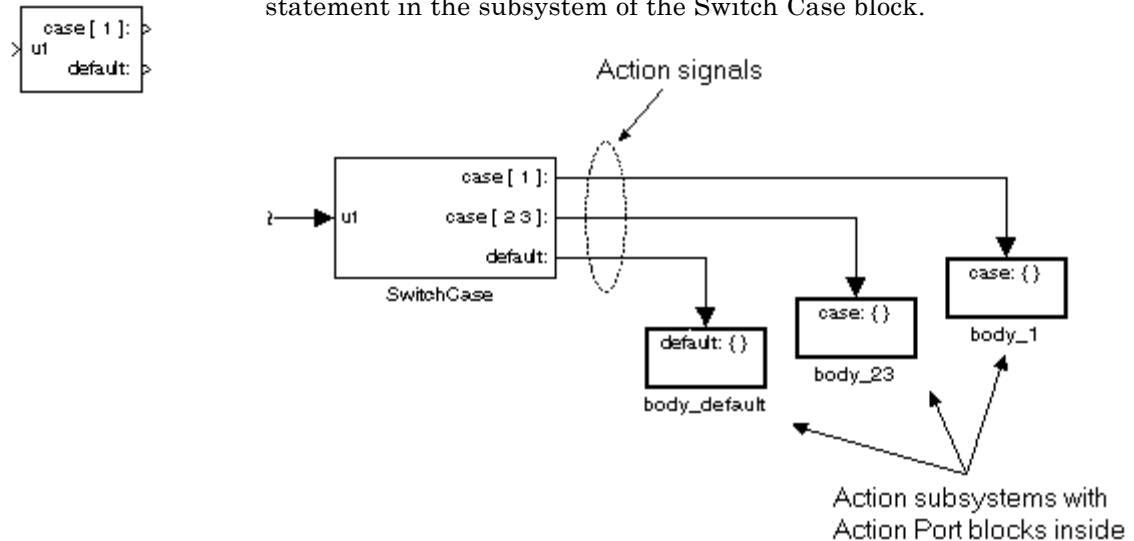 statement in the subsystem of the Switch Case block.
case [ 1 ]:
u1
default:
Action signals
case [ 1 ]:
u1
case [ 2 3 ]:
default:
SwitchCase
case: { }
body_1
case: { }
body_23
default: { }
body_default
Action subsystems with
Action Port blocks inside